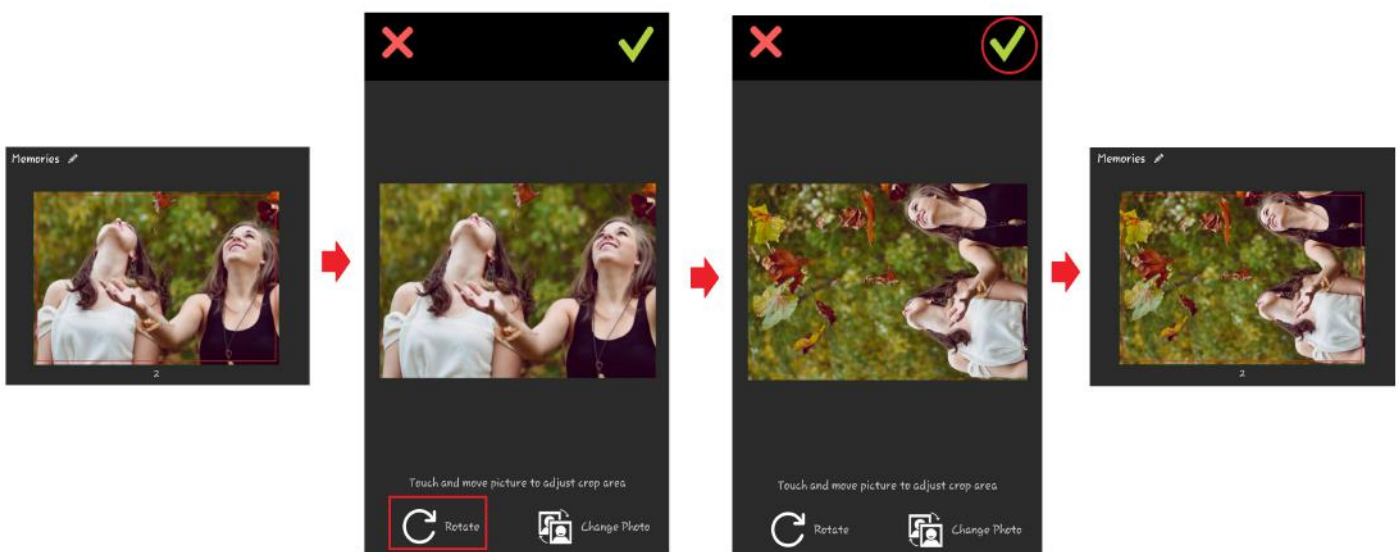 Memories
2
Touch and move picture to adjust crop area
Rotate
Change Photo
Touch and move picture to adjust crop area
Rotate
Change Photo
Memories
2